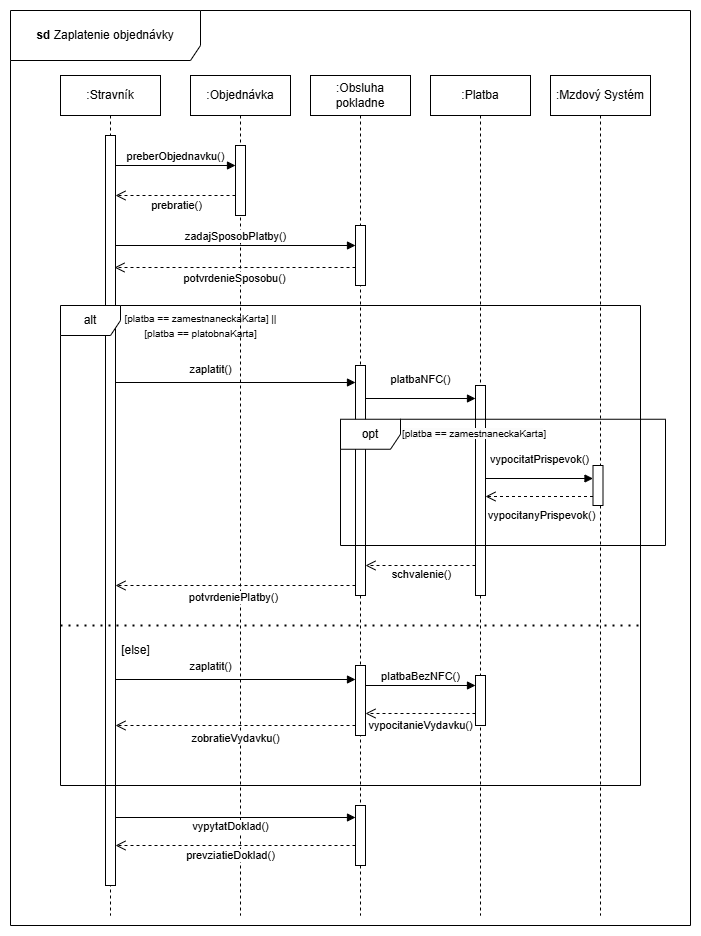 sd Zaplatenie objednávky
:Stravník
:Objednávka
:Obsluha
pokladne
:Platba
:Mzdový Systém
preberObjednavku()
prebratie()
zadajSposobPlatby()
potvrdenieSposobu()
alt
[platba == zamestnaneckaKarta] ||
[platba == platobnaKarta]
zaplatit()
platbaNFC()
opt
[platba == zamestnaneckaKarta]
vypocitatPrispevok()
vypocitanyPrispevok()
schvalenie()
potvrdeniePlatby()
[else]
zaplatit()
platbaBezNFC()
vypocitanieVydavku()
zobratieVydavku()
vypytatDoklad()
prevziatieDoklad()